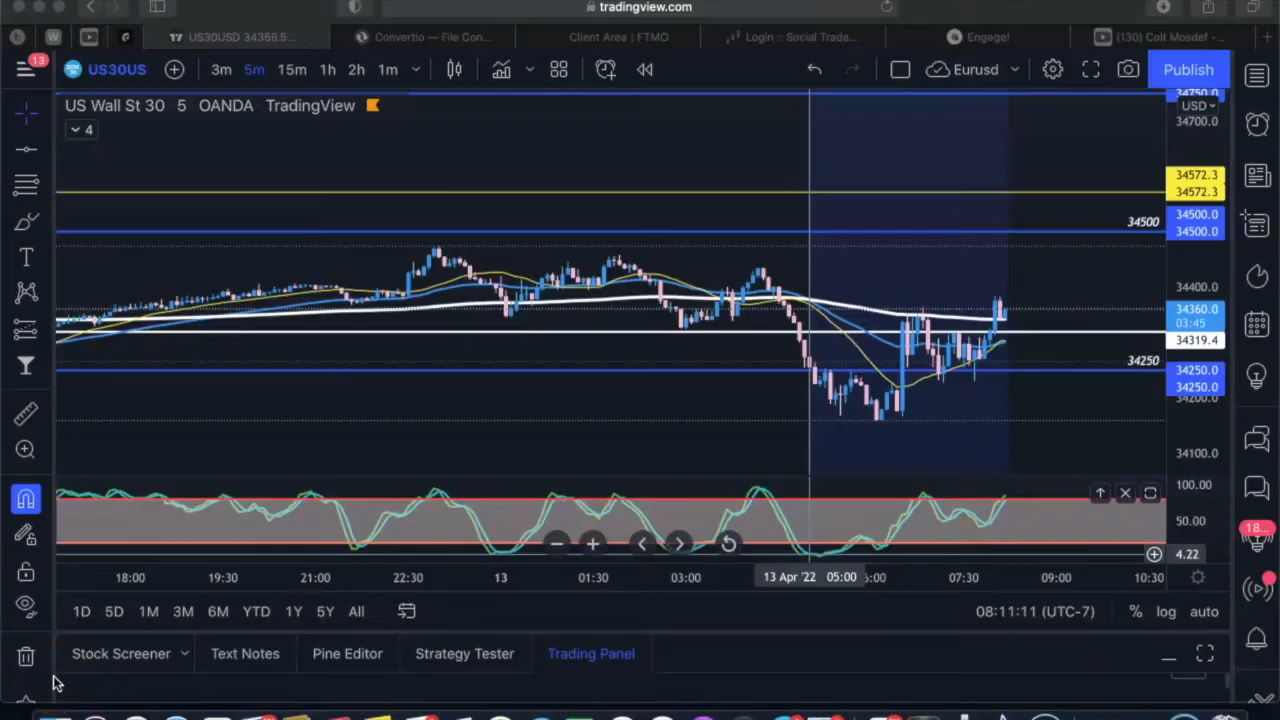 tradingview.com
US30USD 34366.5...
Convertio — File Con...
Client Area | FTMO
Login :: Social Trade...
Engage!
(130) Colt Mosdef -...
13
US30US
3m 5m 15m 1h 2h 1m
Eurusd
Publish
US Wall St 30 5 OANDA TradingView
4
34750.0
USD
34700.0
34572.3
34572.3
34500
34500.0
34500.0
34400.0
34360.0
03:45
34319.4
34250
34250.0
34250.0
34200.0
34100.0
100.00
50.00
4.22
18...
18:00 19:30 21:00 22:30 13 01:30 03:00 13 Apr '22 05:00 6:00 07:30 09:00 10:30
1D 5D 1M 3M 6M YTD 1Y 5Y All
08:11:11 (UTC-7) % log auto
Stock Screener Text Notes Pine Editor Strategy Tester Trading Panel